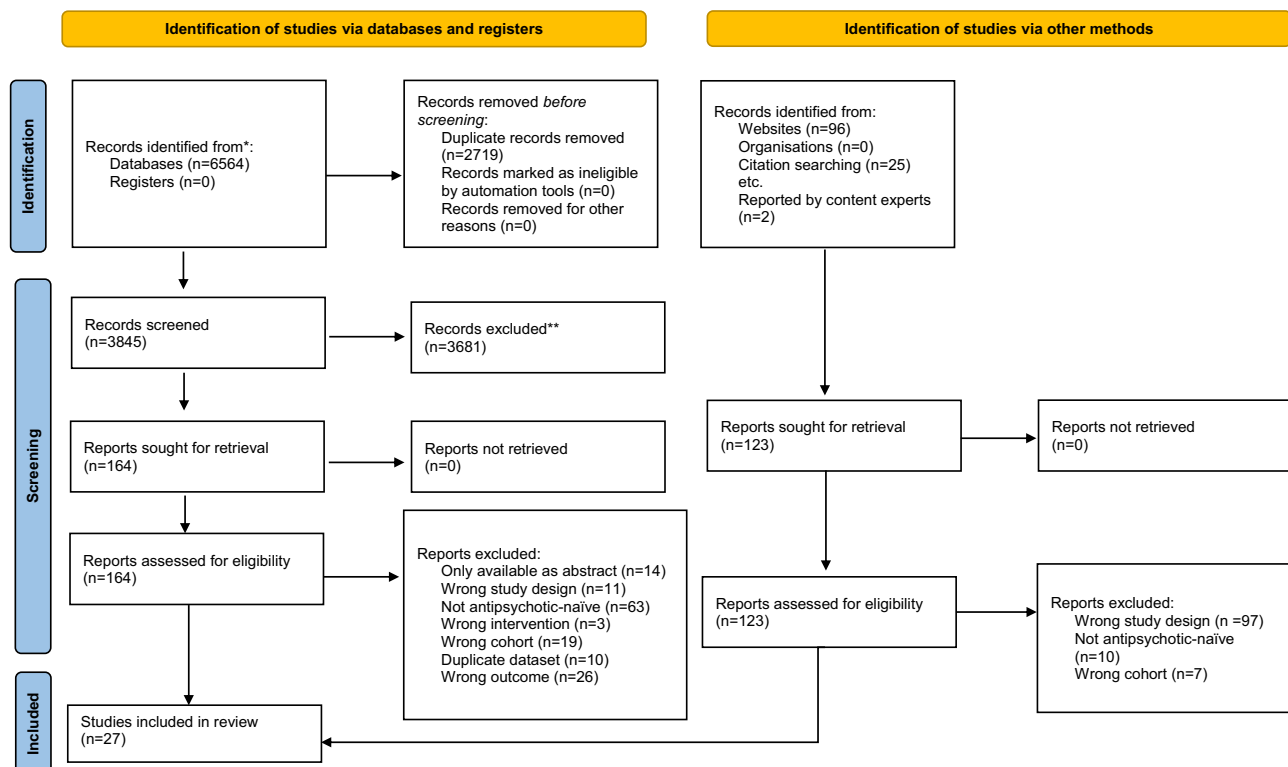 Identification of studies via databases and registers
Identification of studies via other methods
Identification
Records identified from*:
Databases (n=6564)
Registers (n=0)
Records removed before
screening:
Duplicate records removed
(n=2719)
Records marked as ineligible
by automation tools (n=0)
Records removed for other
reasons (n=0)
Records identified from:
Websites (n=96)
Organisations (n=0)
Citation searching (n=25)
etc.
Reported by content experts
(n=2)
Screening
Records screened
(n=3845)
Records excluded**
(n=3681)
Reports sought for retrieval
(n=164)
Reports not retrieved
(n=0)
Reports sought for retrieval
(n=123)
Reports not retrieved
(n=0)
Reports assessed for eligibility
(n=164)
Reports excluded:
Only available as abstract (n=14)
Wrong study design (n=11)
Not antipsychotic-naïve (n=63)
Wrong intervention (n=3)
Wrong cohort (n=19)
Duplicate dataset (n=10)
Wrong outcome (n=26)
Reports assessed for eligibility
(n=123)
Reports excluded:
Wrong study design (n =97)
Not antipsychotic-naïve
(n=10)
Wrong cohort (n=7)
Included
Studies included in review
(n=27)